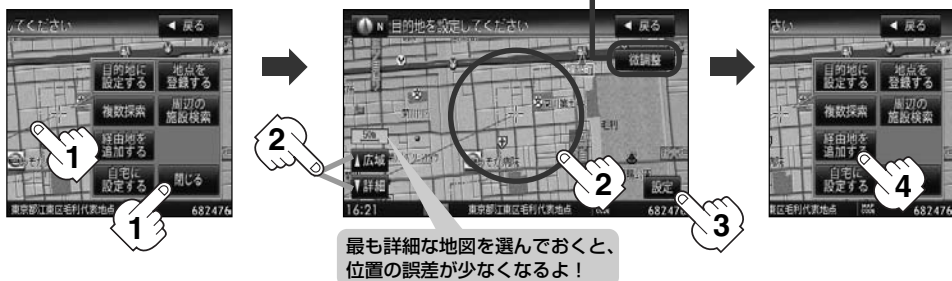 してください
◀ 戻る
目的地に
設定する
地点を
登録する
複数探索
周辺の
施設検索
経由地を
追加する
自宅に
設定する
閉じる
東京都江東区毛利代表地点
682476
1
1
N
目的地を設定してください
◀ 戻る
微調整
50m
広域
詳細
毛利
設定
16:21
東京都江東区毛利代表地点
682476
2
2
3
最も詳細な地図を選んでおくと、
位置の誤差が少なくなるよ！
さい
◀ 戻る
目的地に
設定する
地点を
登録する
複数探索
周辺の
施設検索
経由地を
追加する
自宅に
設定する
東区毛利代表地点
MAP
CODE
682476
4